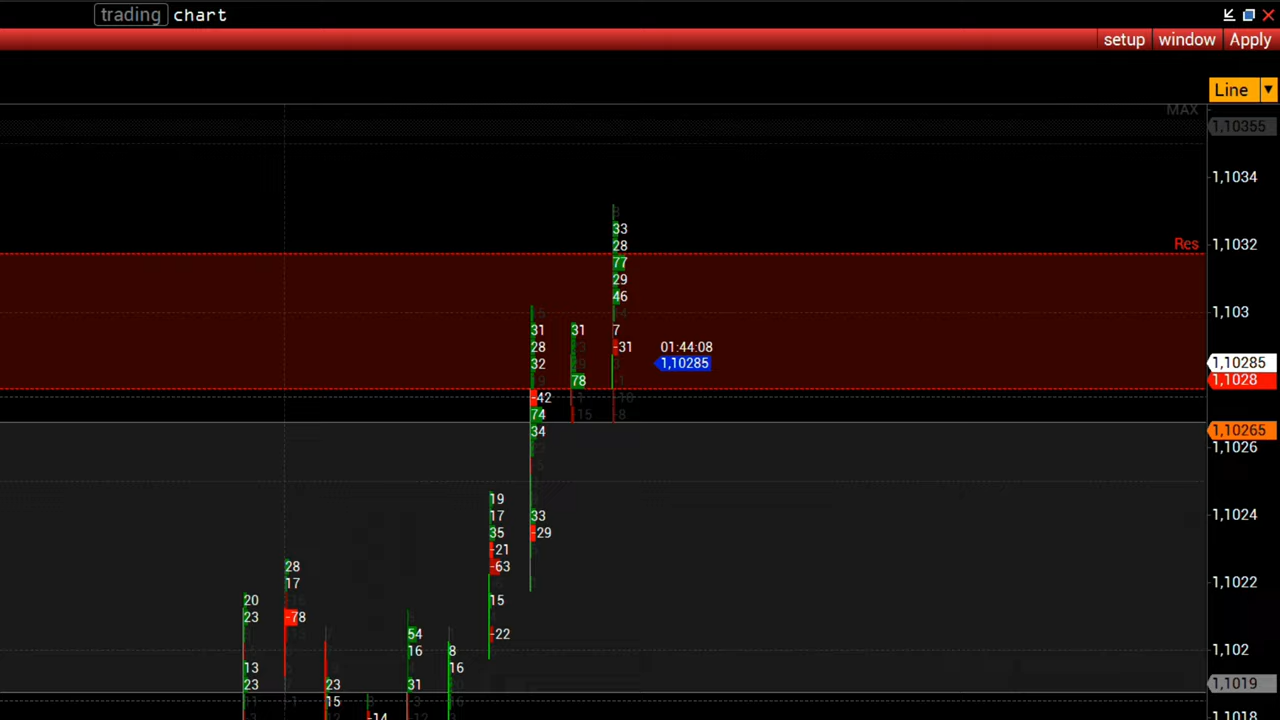 trading chart
setup window Apply
Line
MAX
1,10355
1,1034
33
28
Res
1,1032
77
29
46
1,103
31 31 7
28 -31 01:44:08
32 1,10285 1,10285
78 1,1028
-42
74
34 1,10265
1,1026
19
17 33 1,1024
35 -29
-21
28 -63
17 1,1022
20 15
23 -78
54 -22
16 8 1,102
13 16
23 23 31 1,1019
15
-14 1,1018